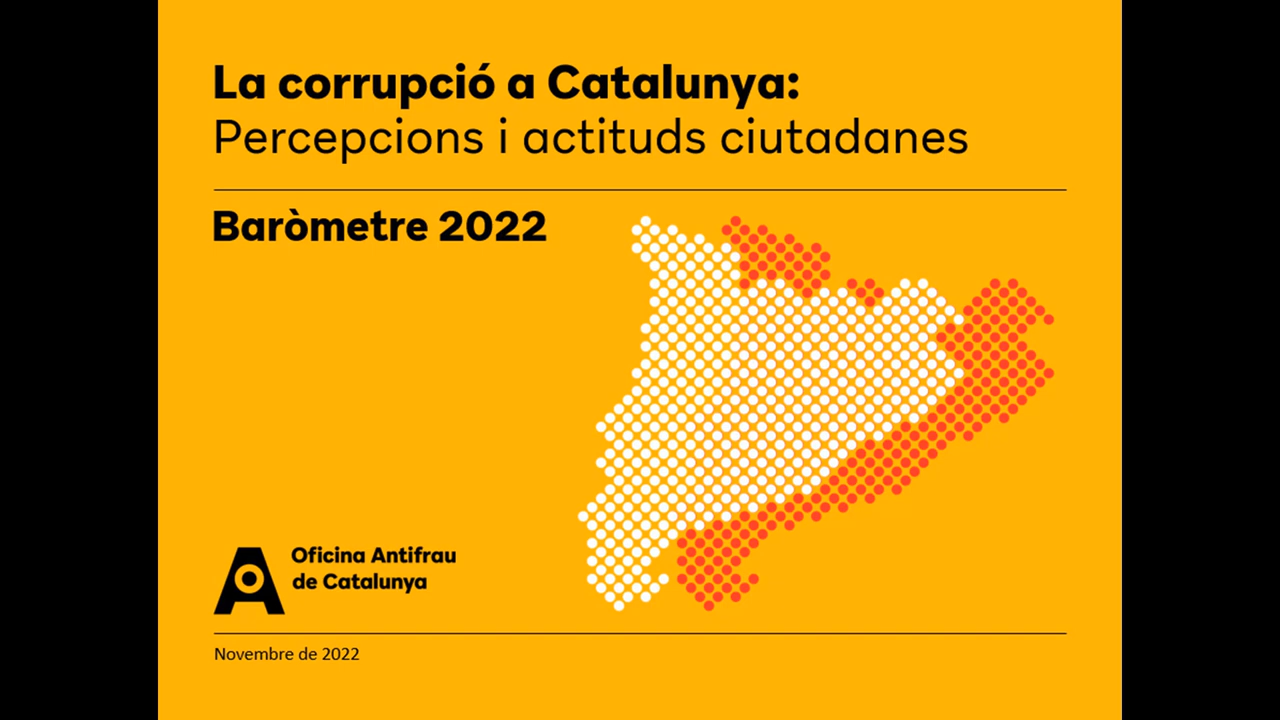 La corrupció a Catalunya:
Percepcions i actituds ciutadanes
Baròmetre 2022
Oficina Antifrau
de Catalunya
Novembre de 2022